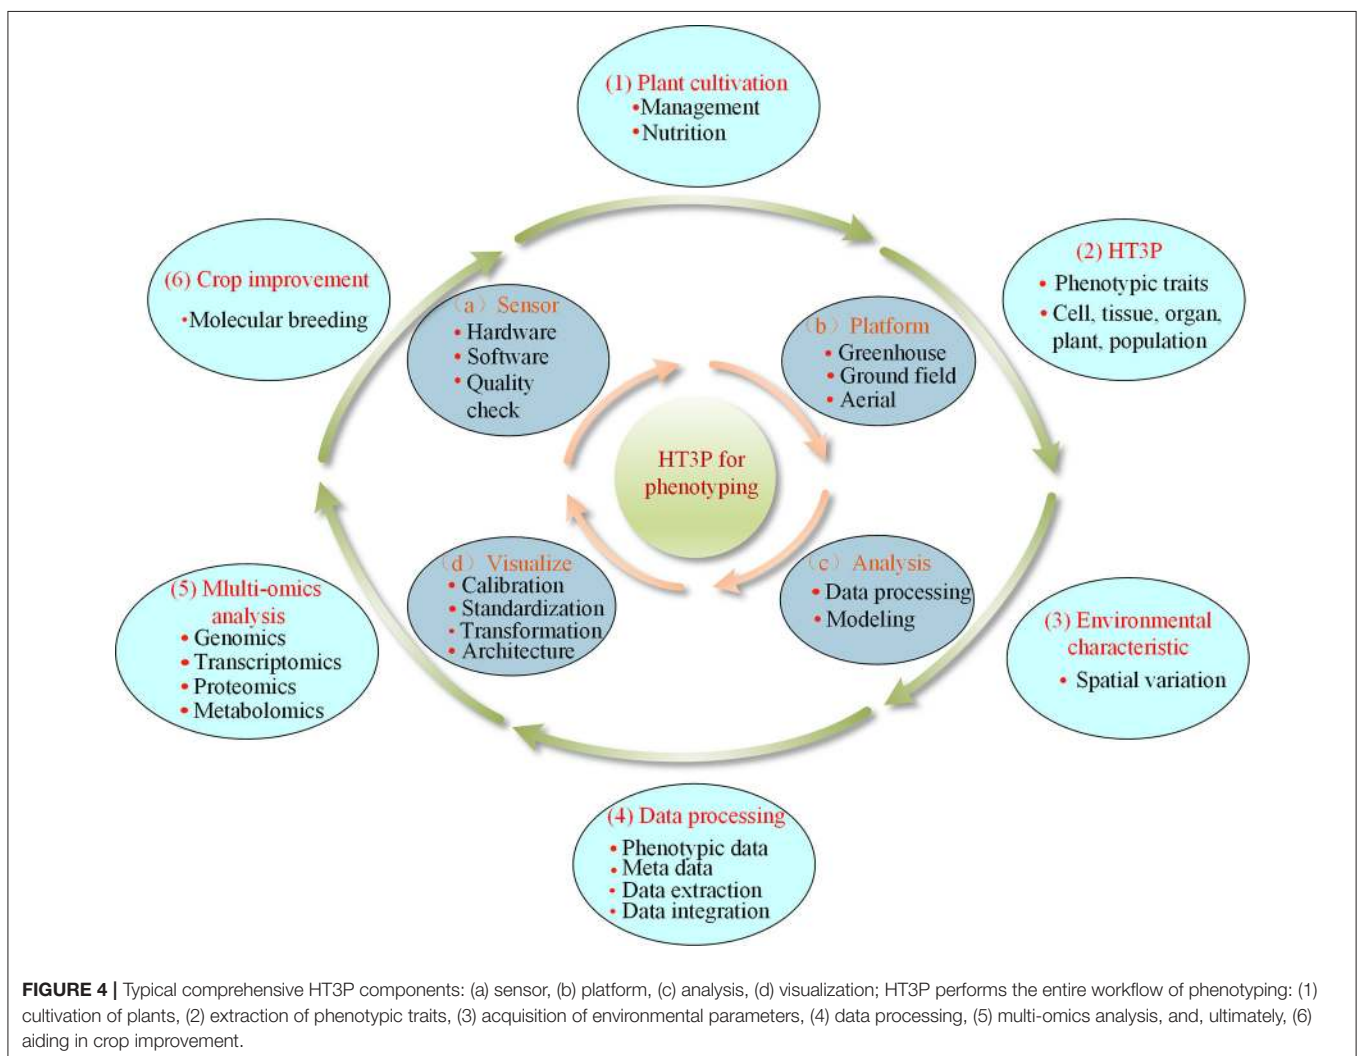 (1) Plant cultivation
•Management
•Nutrition
(2) HT3P
• Phenotypic traits
• Cell, tissue, organ,
plant, population
(6) Crop improvement
•Molecular breeding
（a）Sensor
• Hardware
• Software
• Quality
check
（b）Platform
• Greenhouse
• Ground field
• Aerial
HT3P for
phenotyping
（d）Visualize
• Calibration
• Standardization
• Transformation
• Architecture
（c）Analysis
• Data processing
• Modeling
(5) Mlulti-omics
analysis
• Genomics
• Transcriptomics
• Proteomics
• Metabolomics
(3) Environmental
characteristic
• Spatial variation
(4) Data processing
• Phenotypic data
• Meta data
• Data extraction
• Data integration
FIGURE 4 | Typical comprehensive HT3P components: (a) sensor, (b) platform, (c) analysis, (d) visualization; HT3P performs the entire workflow of phenotyping: (1)
cultivation of plants, (2) extraction of phenotypic traits, (3) acquisition of environmental parameters, (4) data processing, (5) multi-omics analysis, and, ultimately, (6)
aiding in crop improvement.